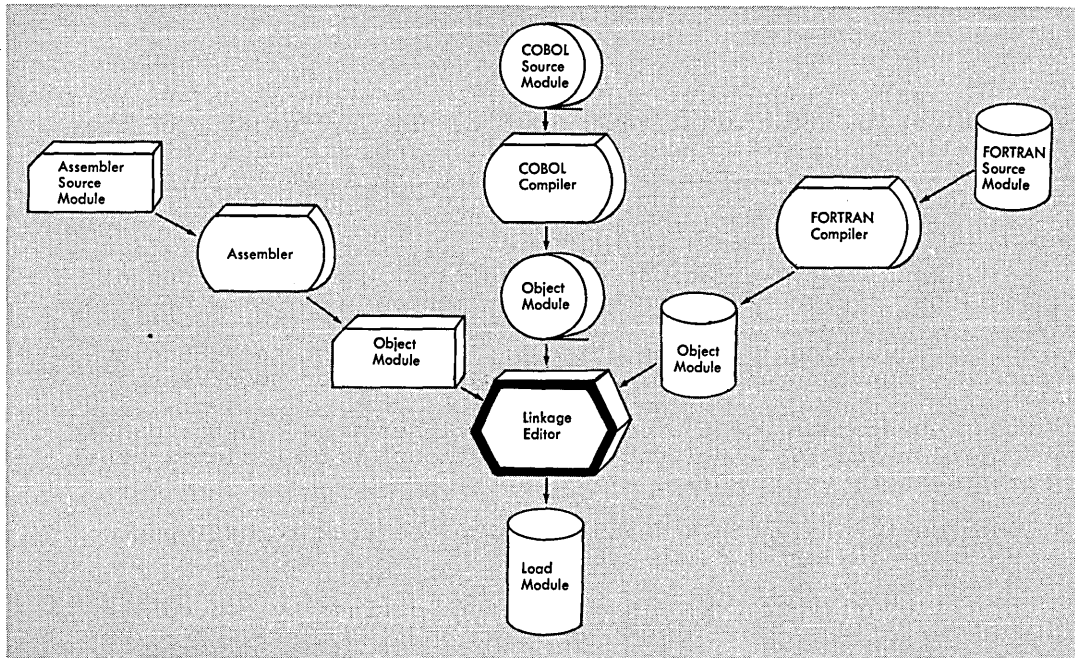 COBOL
Source
Module
Assembler
Source
Module
COBOL
Compiler
FORTRAN
Source
Module
Assembler
FORTRAN
Compiler
Object
Module
Object
Module
Object
Module
Linkage
Editor
Load
Module